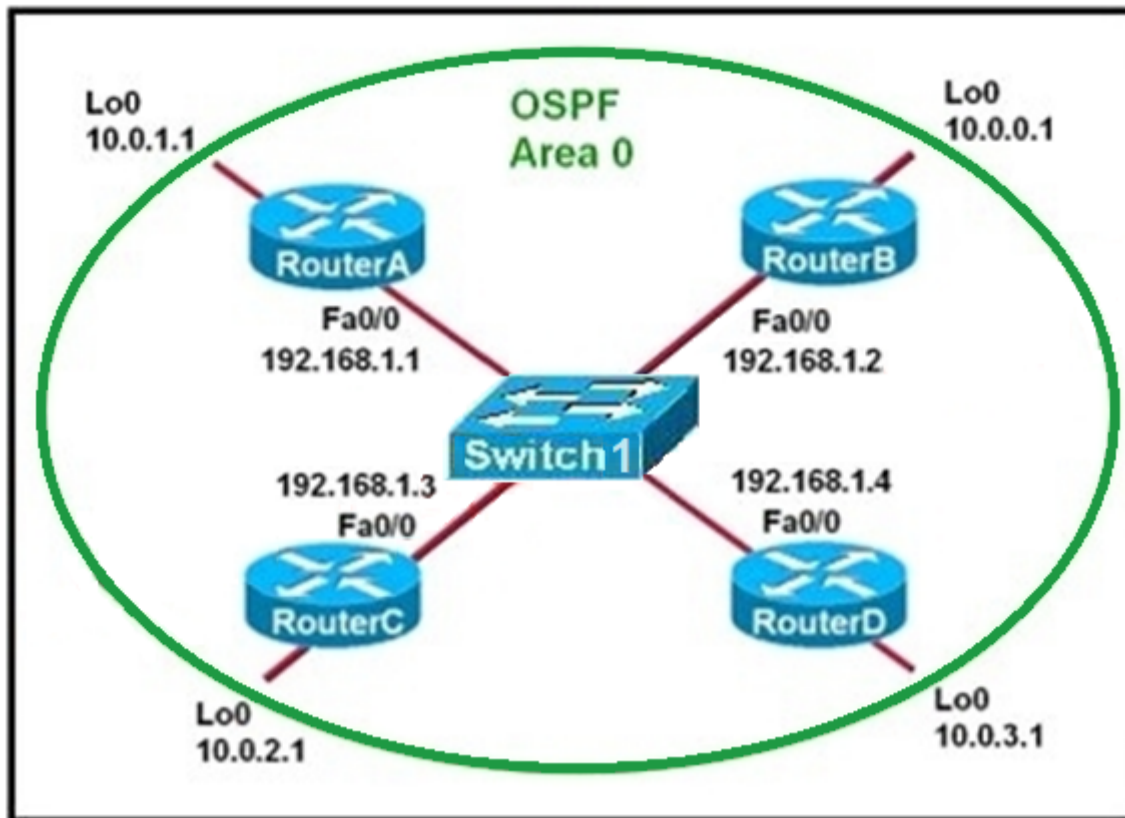 OSPF
Area 0
Lo0
10.0.1.1
Lo0
10.0.0.1
RouterA
RouterB
Fa0/0
192.168.1.1
Fa0/0
192.168.1.2
Switch1
192.168.1.3
Fa0/0
192.168.1.4
Fa0/0
RouterC
RouterD
Lo0
10.0.2.1
Lo0
10.0.3.1